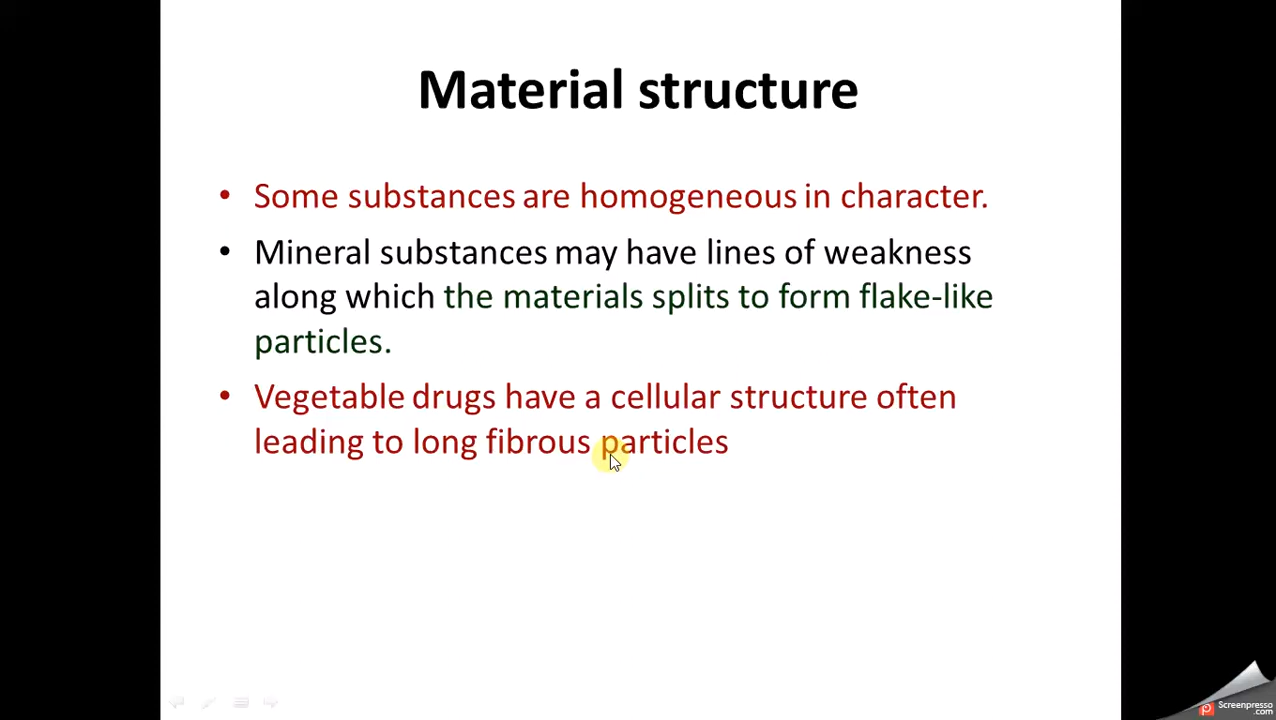 Material structure
• Some substances are homogeneous in character.
• Mineral substances may have lines of weakness
along which the materials splits to form flake-like
particles.
• Vegetable drugs have a cellular structure often
leading to long fibrous particles
Screenpresso
.com